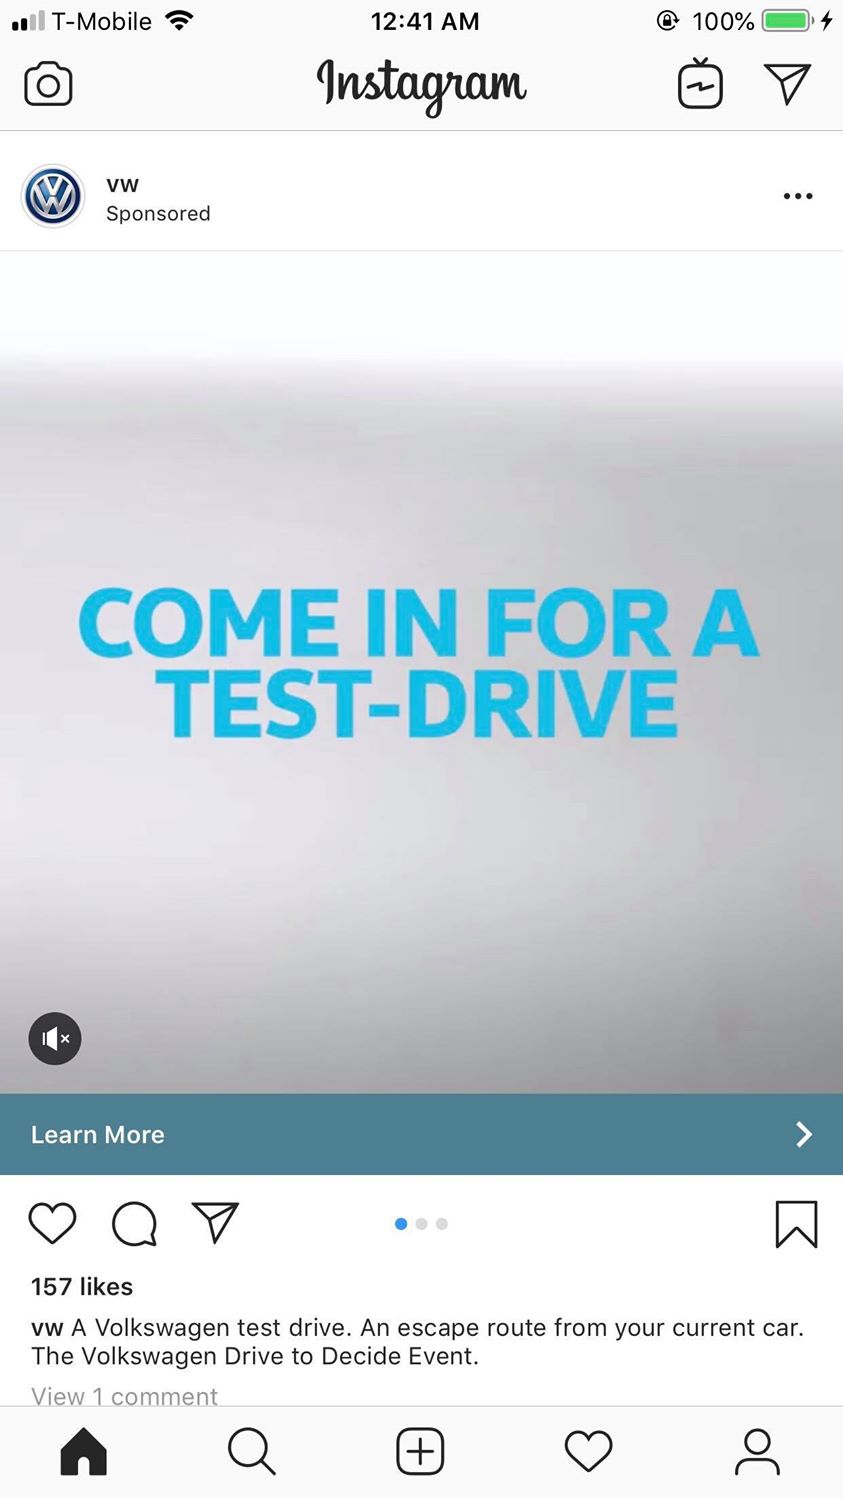 T-Mobile 12:41 AM 100%
Instagram
vw
Sponsored
COME IN FOR A
TEST-DRIVE
Learn More
157 likes
vw A Volkswagen test drive. An escape route from your current car.
The Volkswagen Drive to Decide Event.
View 1 comment